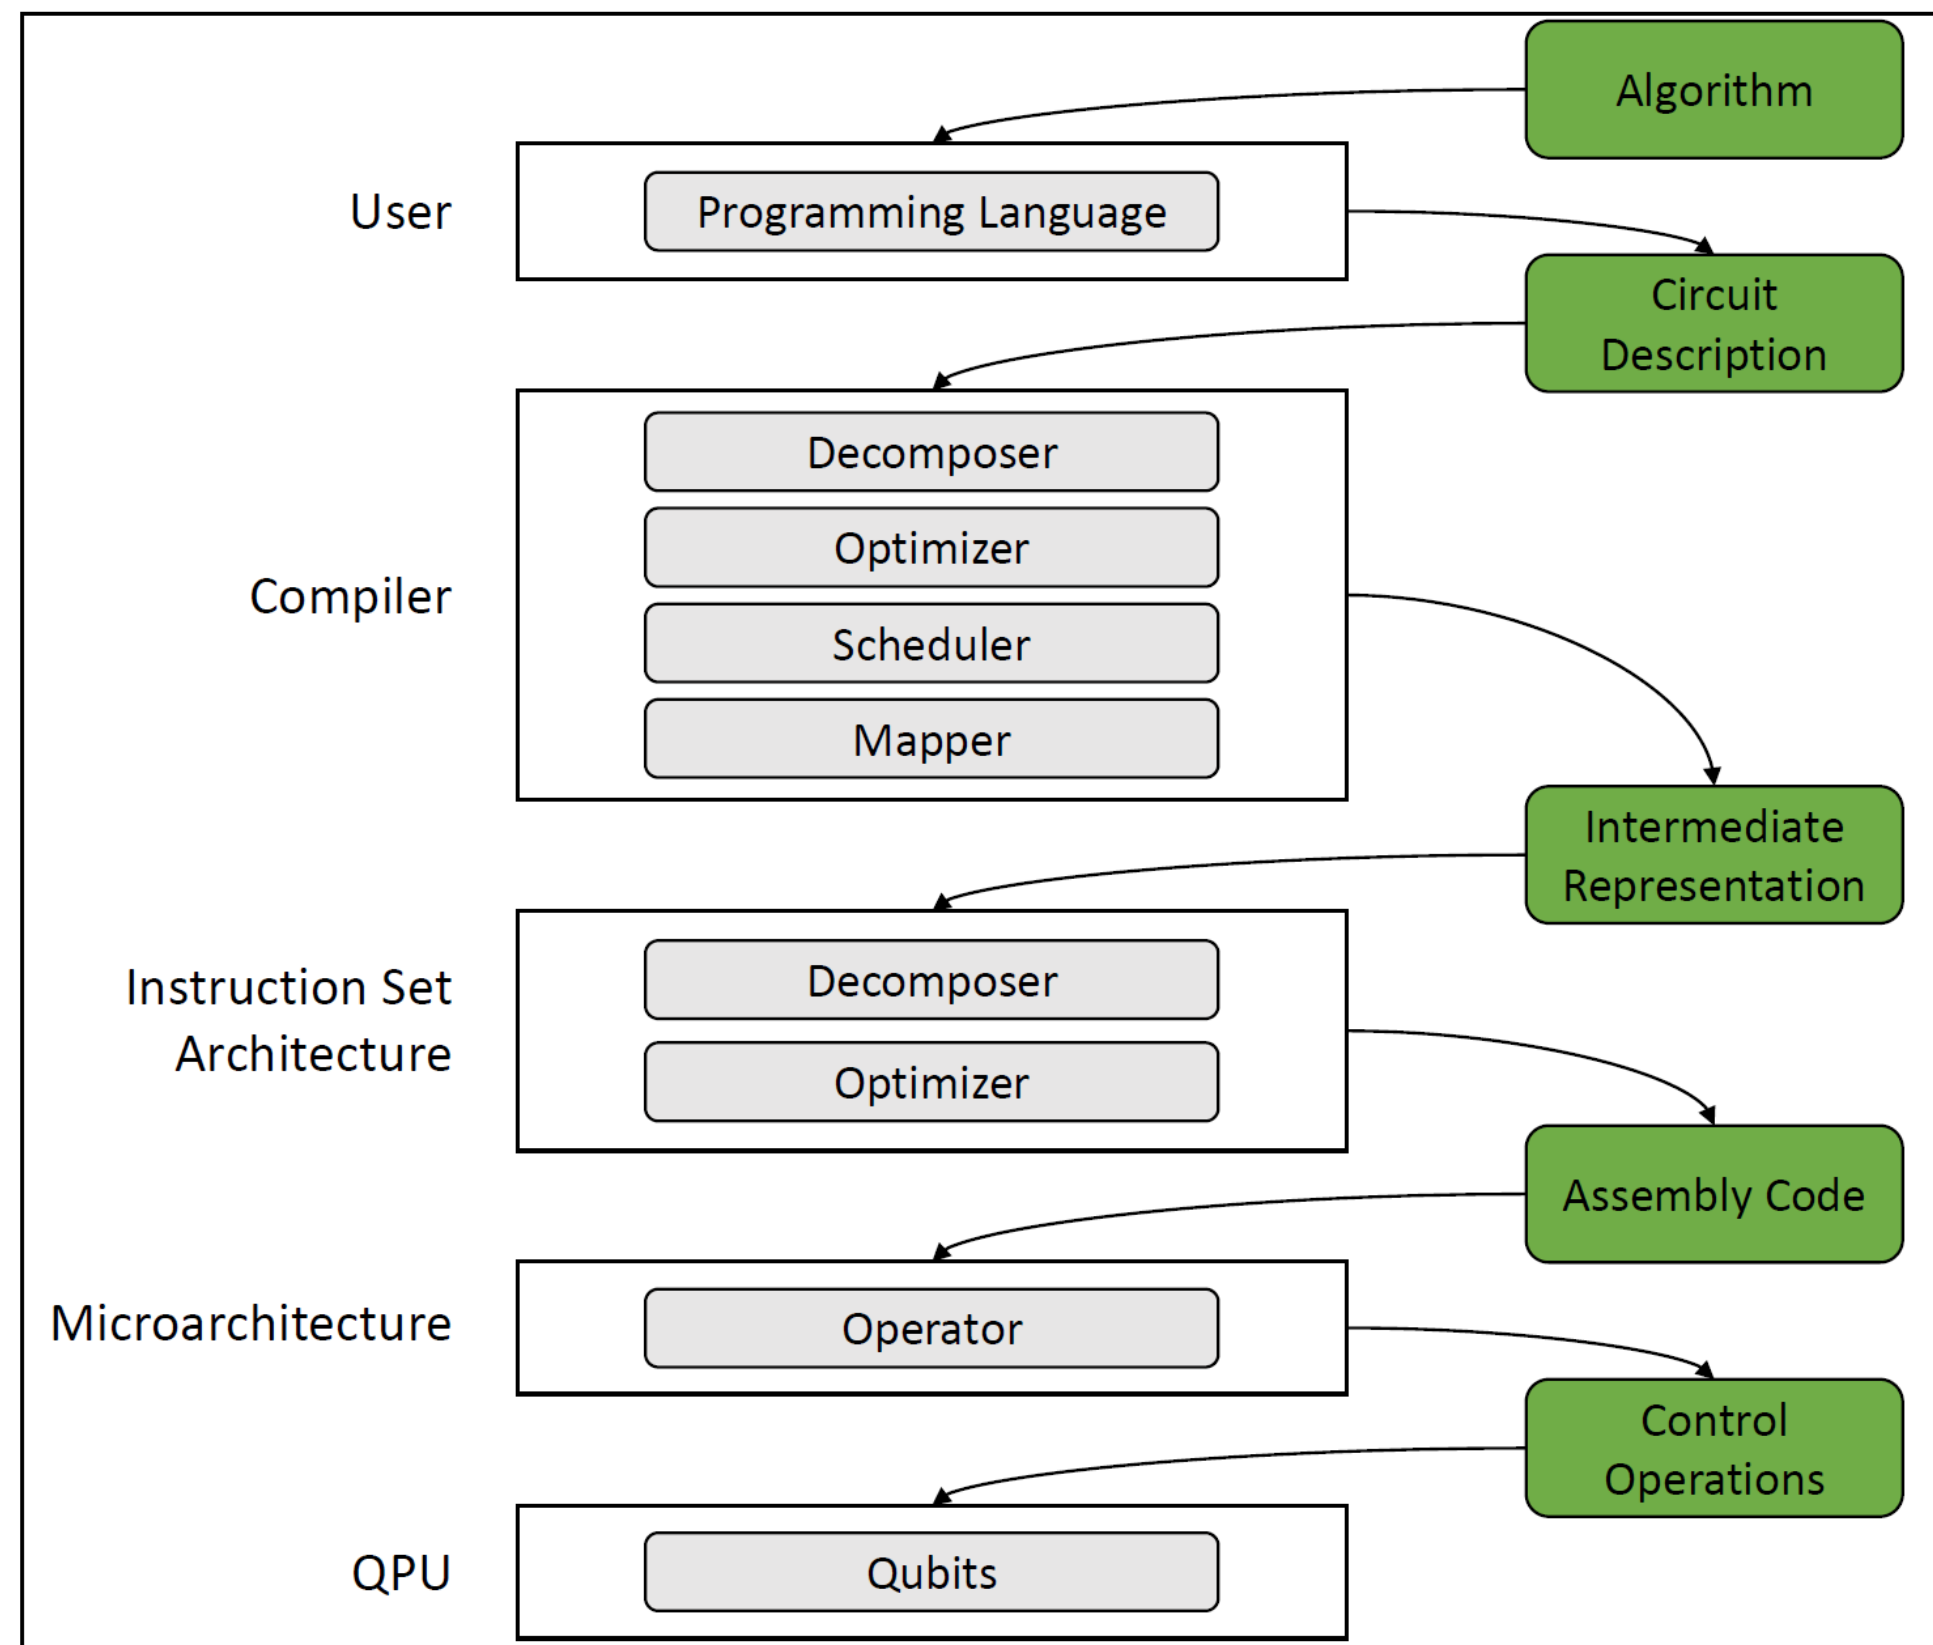 Algorithm
User
Programming Language
Circuit
Description
Compiler
Decomposer
Optimizer
Scheduler
Mapper
Intermediate
Representation
Instruction Set
Architecture
Decomposer
Optimizer
Assembly Code
Microarchitecture
Operator
Control
Operations
QPU
Qubits